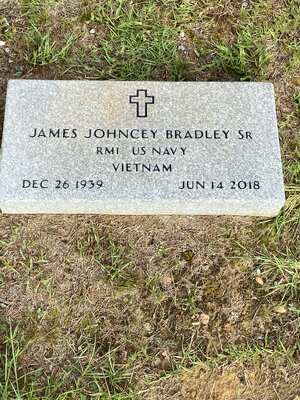 JAMES JOHNCEY BRADLEY SR
RM1 US NAVY
VIETNAM
DEC 26 1939 JUN 14 2018